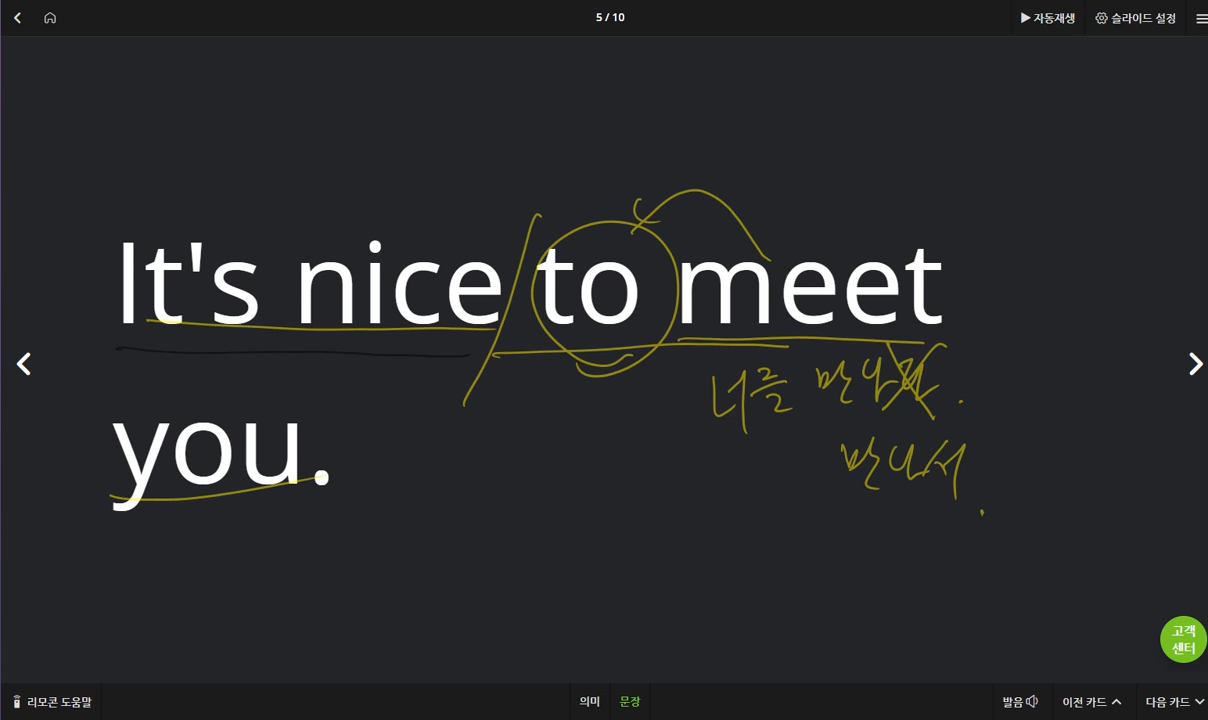 5 / 10
자동재생
슬라이드 설정
It's nice to meet
you.
너를 만나
만나서
.
고객
센터
리모콘 도움말
의미
문장
발음
이전 카드
다음 카드